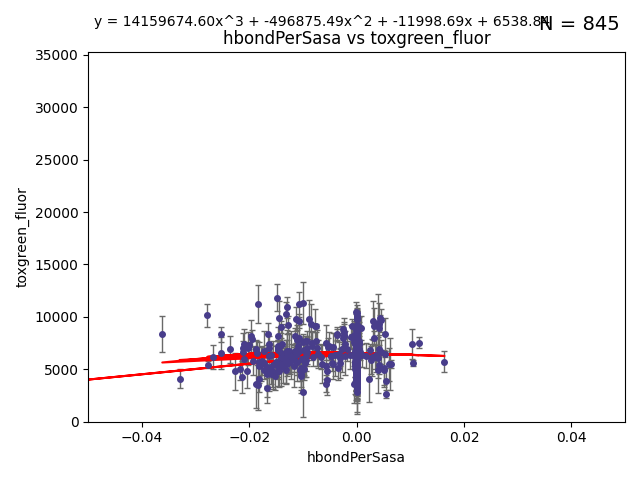 y = 14159674.60x^3 + -496875.49x^2 + -11998.69x + 6538.84
N = 845
hbondPerSasa vs toxgreen_fluor
35000
30000
25000
20000
15000
10000
5000
0
toxgreen_fluor
−0.04 −0.02 0.00 0.02 0.04
hbondPerSasa